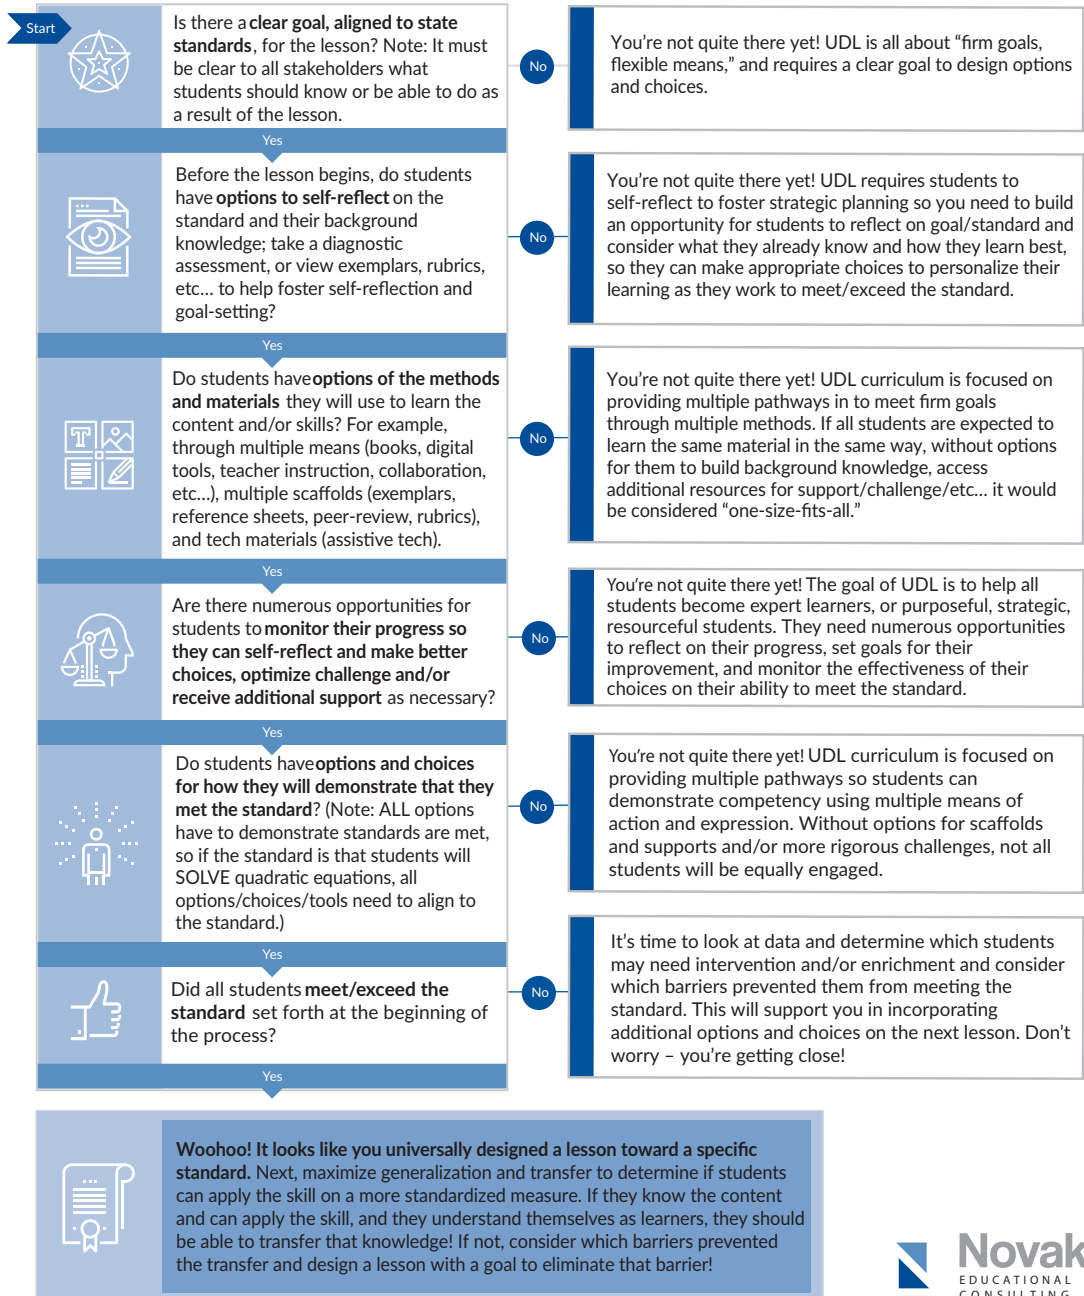 Start
Is there a clear goal, aligned to state
standards, for the lesson? Note: It must
be clear to all stakeholders what
students should know or be able to do as
a result of the lesson.
No
You're not quite there yet! UDL is all about “firm goals,
flexible means,” and requires a clear goal to design options
and choices.
Yes
Before the lesson begins, do students
have options to self-reflect on the
standard and their background
knowledge; take a diagnostic
assessment, or view exemplars, rubrics,
etc... to help foster self-reflection and
goal-setting?
No
You're not quite there yet! UDL requires students to
self-reflect to foster strategic planning so you need to build
an opportunity for students to reflect on goal/standard and
consider what they already know and how they learn best,
so they can make appropriate choices to personalize their
learning as they work to meet/exceed the standard.
Yes
Do students have options of the methods
and materials they will use to learn the
content and/or skills? For example,
through multiple means (books, digital
tools, teacher instruction, collaboration,
etc...), multiple scaffolds (exemplars,
reference sheets, peer-review, rubrics),
and tech materials (assistive tech).
No
You're not quite there yet! UDL curriculum is focused on
providing multiple pathways in to meet firm goals
through multiple methods. If all students are expected to
learn the same material in the same way, without options
for them to build background knowledge, access
additional resources for support/challenge/etc... it would
be considered “one-size-fits-all.”
Yes
Are there numerous opportunities for
students to monitor their progress so
they can self-reflect and make better
choices, optimize challenge and/or
receive additional support as necessary?
No
You're not quite there yet! The goal of UDL is to help all
students become expert learners, or purposeful, strategic,
resourceful students. They need numerous opportunities
to reflect on their progress, set goals for their
improvement, and monitor the effectiveness of their
choices on their ability to meet the standard.
Yes
Do students have options and choices
for how they will demonstrate that they
met the standard? (Note: ALL options
have to demonstrate standards are met,
so if the standard is that students will
SOLVE quadratic equations, all
options/choices/tools need to align to
the standard.)
No
You're not quite there yet! UDL curriculum is focused on
providing multiple pathways so students can
demonstrate competency using multiple means of
action and expression. Without options for scaffolds
and supports and/or more rigorous challenges, not all
students will be equally engaged.
Yes
Did all students meet/exceed the
standard set forth at the beginning of
the process?
No
It's time to look at data and determine which students
may need intervention and/or enrichment and consider
which barriers prevented them from meeting the
standard. This will support you in incorporating
additional options and choices on the next lesson. Don't
worry – you're getting close!
Yes
Woohoo! It looks like you universally designed a lesson toward a specific
standard. Next, maximize generalization and transfer to determine if students
can apply the skill on a more standardized measure. If they know the content
and can apply the skill, and they understand themselves as learners, they should
be able to transfer that knowledge! If not, consider which barriers prevented
the transfer and design a lesson with a goal to eliminate that barrier!
Novak
EDUCATIONAL
CONSULTING